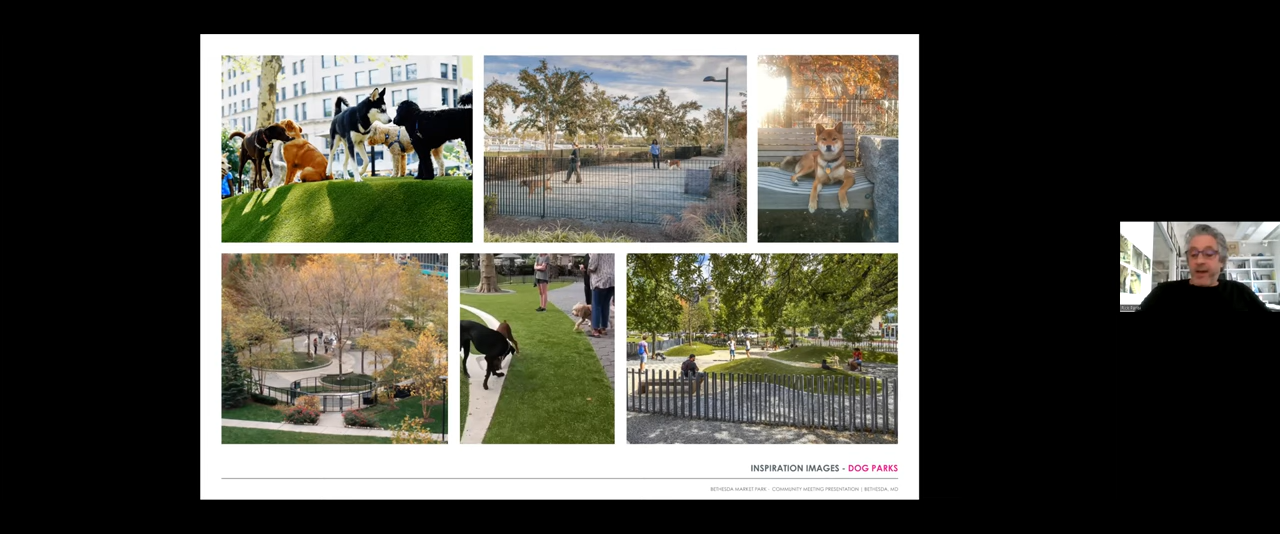 INSPIRATION IMAGES - DOG PARKS
BETHESDA MARKET PARK - COMMUNITY MEETING PRESENTATION | BETHESDA, MD